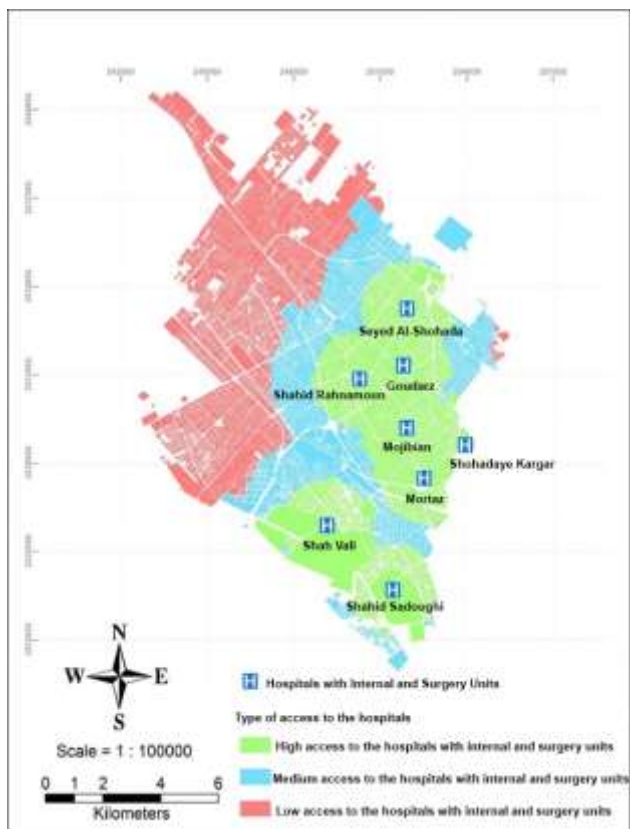 Seyed Al-Shohada
Goudarz
Shahid Rahnamoun
Mojibian
Shohadaye Kargar
Mortaz
Shah Vali
Shahid Sadoughi
N
W E
S
Scale = 1 : 100000
0 1 2 4 6
Kilometers
Hospitals with Internal and Surgery Units
Type of access to the hospitals
High access to the hospitals with internal and surgery units
Medium access to the hospitals with internal and surgery units
Low access to the hospitals with internal and surgery units